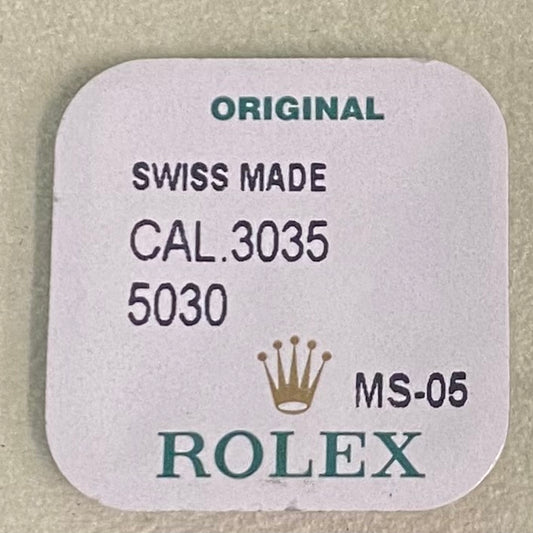 ORIGINAL
SWISS MADE
CAL.3035
5030
MS-05
ROLEX